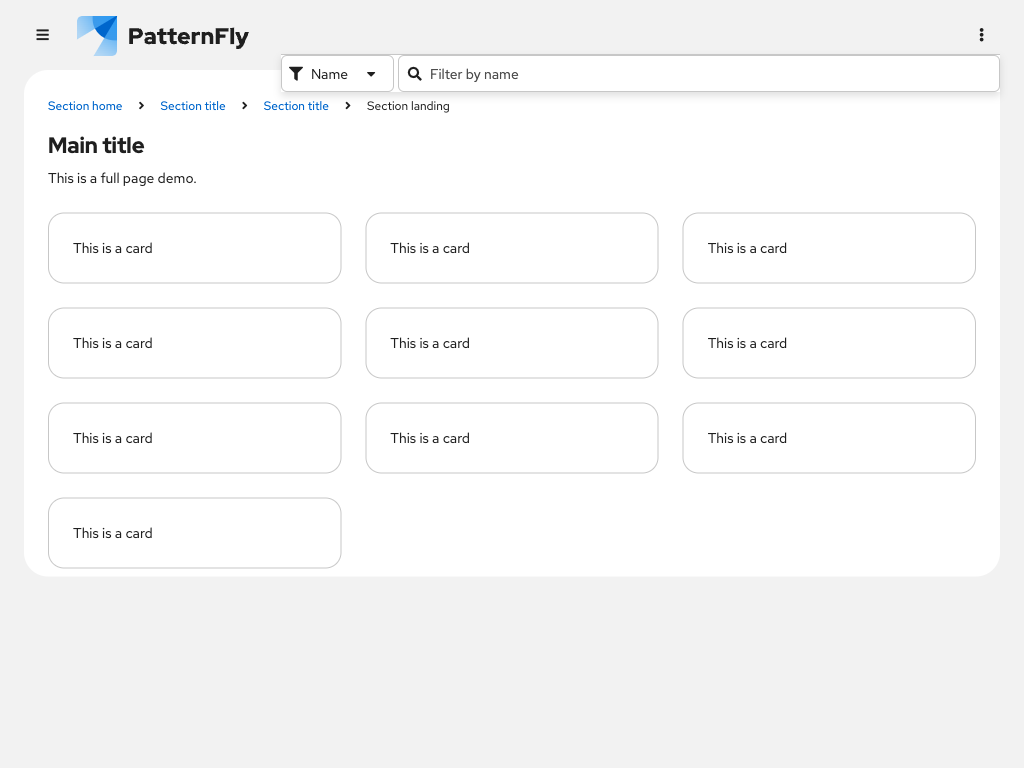 PatternFly
Name Filter by name
Section home Section title Section title Section landing
Main title
This is a full page demo.
This is a card This is a card This is a card
This is a card This is a card This is a card
This is a card This is a card This is a card
This is a card